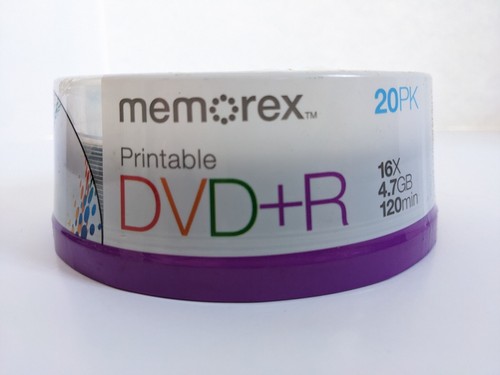 memorex™
20PK
Printable
DVD+R
16X
4.7GB
120min